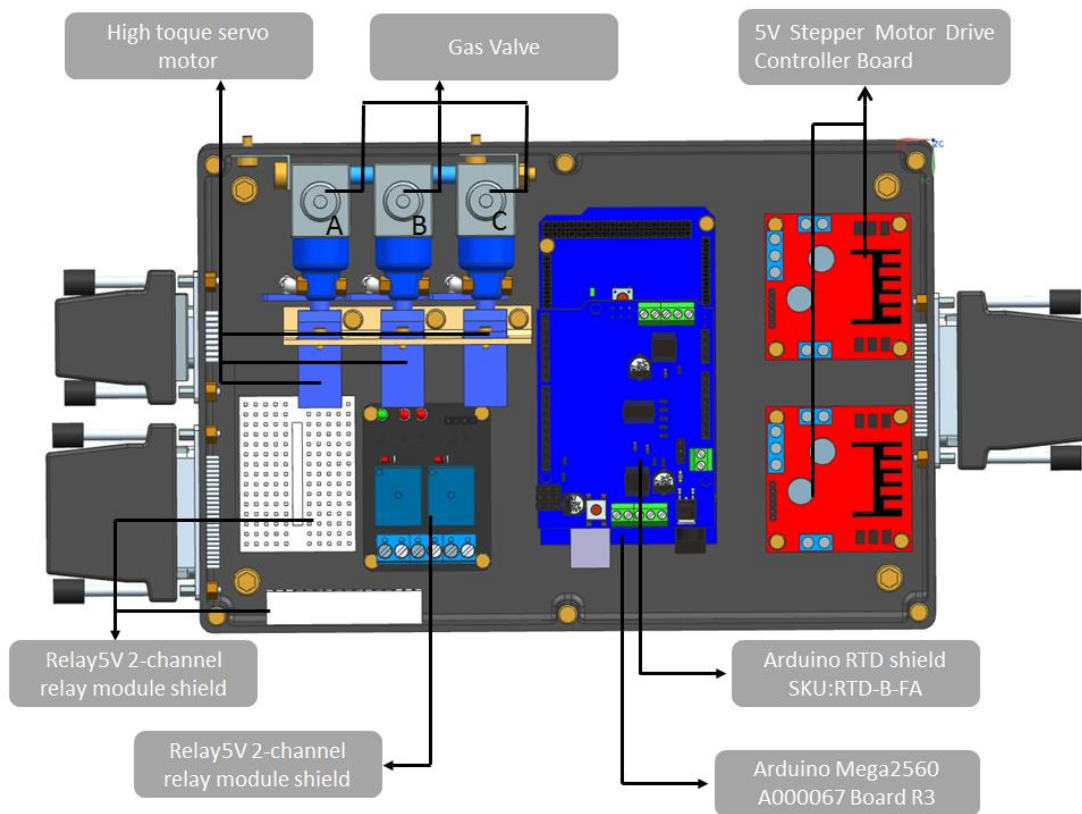 High toque servo
motor
Gas Valve
5V Stepper Motor Drive
Controller Board
A
B
C
Relay5V 2-channel
relay module shield
Relay5V 2-channel
relay module shield
Arduino RTD shield
SKU:RTD-B-FA
Arduino Mega2560
A000067 Board R3